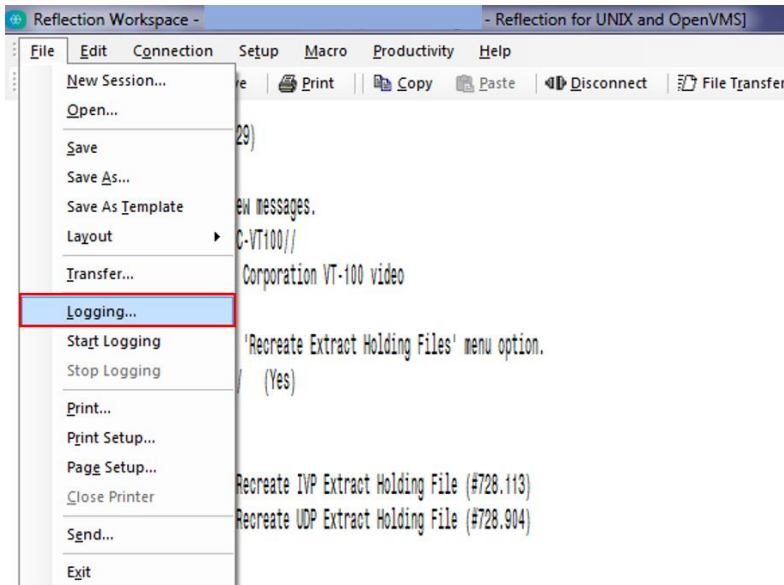 Reflection Workspace - - Reflection for UNIX and OpenVMS]
File Edit Connection Setup Macro Productivity Help
Print Copy Paste Disconnect File Transfer
New Session...
Open...
29)
Save
Save As...
Save As Template
ew messages.
Layout
C-VT100//
Transfer...
Corporation VT-100 video
Logging...
Start Logging
'Recreate Extract Holding Files' menu option.
Stop Logging
/ (Yes)
Print...
Print Setup...
Page Setup...
Recreate IVP Extract Holding File (#728.113)
Close Printer
Recreate UDP Extract Holding File (#728.904)
Send...
Exit